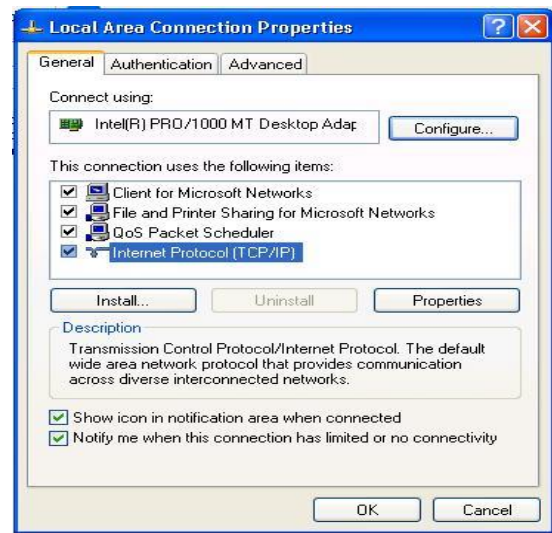 Local Area Connection Properties
General Authentication Advanced
Connect using:
Intel(R) PRO/1000 MT Desktop Adap
Configure...
This connection uses the following items:
Client for Microsoft Networks
File and Printer Sharing for Microsoft Networks
QoS Packet Scheduler
Internet Protocol (TCP/IP)
Install... Uninstall Properties
Description
Transmission Control Protocol/Internet Protocol. The default
wide area network protocol that provides communication
across diverse interconnected networks.
Show icon in notification area when connected
Notify me when this connection has limited or no connectivity
OK Cancel